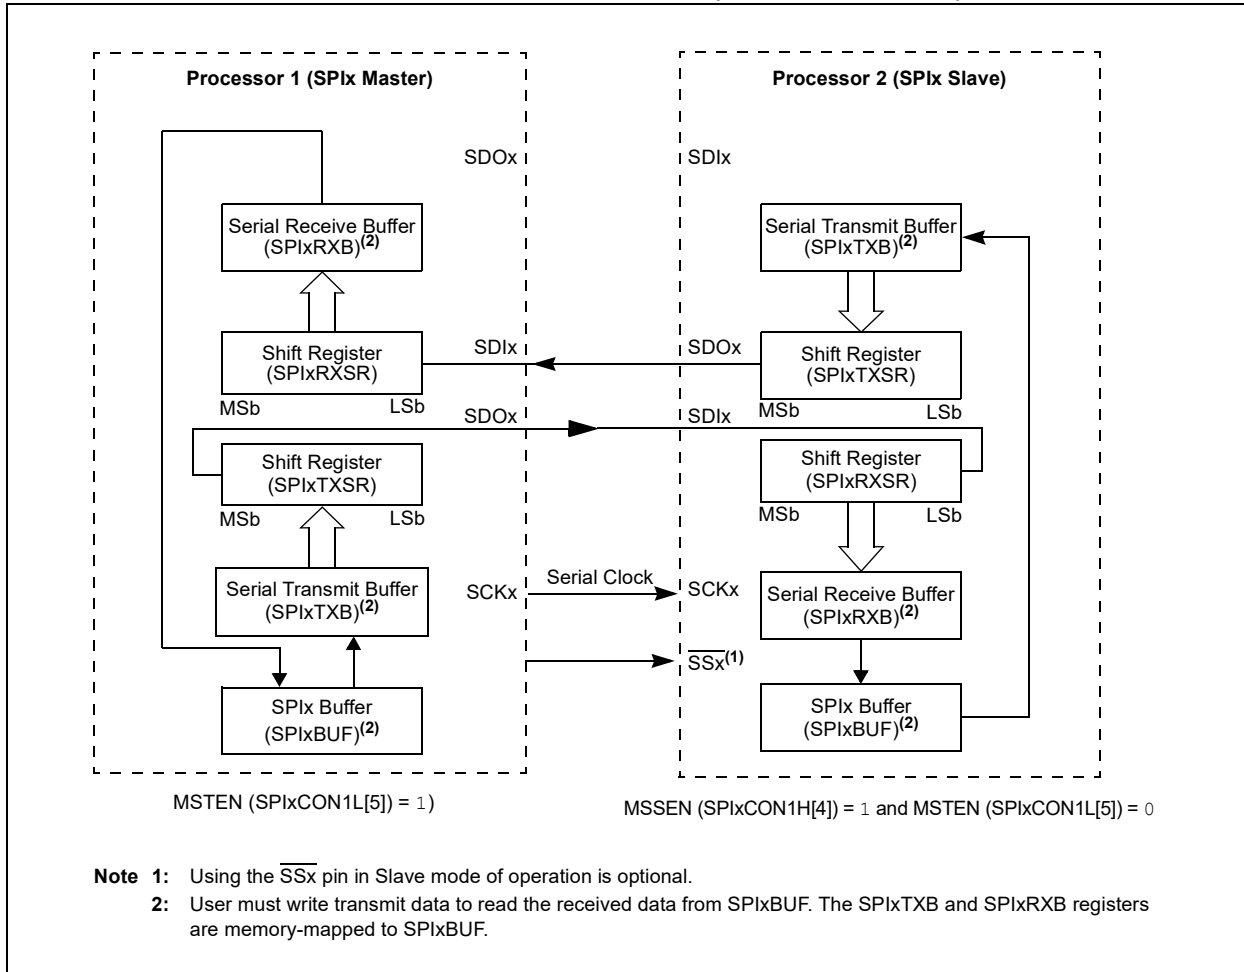 Processor 1 (SPIx Master)
SDOx
Serial Receive Buffer
(SPIxRXB)(2)
Shift Register
(SPIxRXSR)
MSb
LSb
SDIx
SDOx
Shift Register
(SPIxTXSR)
MSb
LSb
Serial Transmit Buffer
(SPIxTXB)(2)
SCKx
SPIx Buffer
(SPIxBUF)(2)
MSTEN (SPIxCON1L[5]) = 1)
Serial Clock
Processor 2 (SPIx Slave)
SDIx
Serial Transmit Buffer
(SPIxTXB)(2)
SDOx
Shift Register
(SPIxTXSR)
MSb
LSb
SDIx
Shift Register
(SPIxRXSR)
MSb
LSb
SCKx
Serial Receive Buffer
(SPIxRXB)(2)
SSx(1)
SPIx Buffer
(SPIxBUF)(2)
MSSEN (SPIxCON1H[4]) = 1 and MSTEN (SPIxCON1L[5]) = 0
Note 1: Using the SSx pin in Slave mode of operation is optional.
2: User must write transmit data to read the received data from SPIxBUF. The SPIxTXB and SPIxRXB registers
are memory-mapped to SPIxBUF.